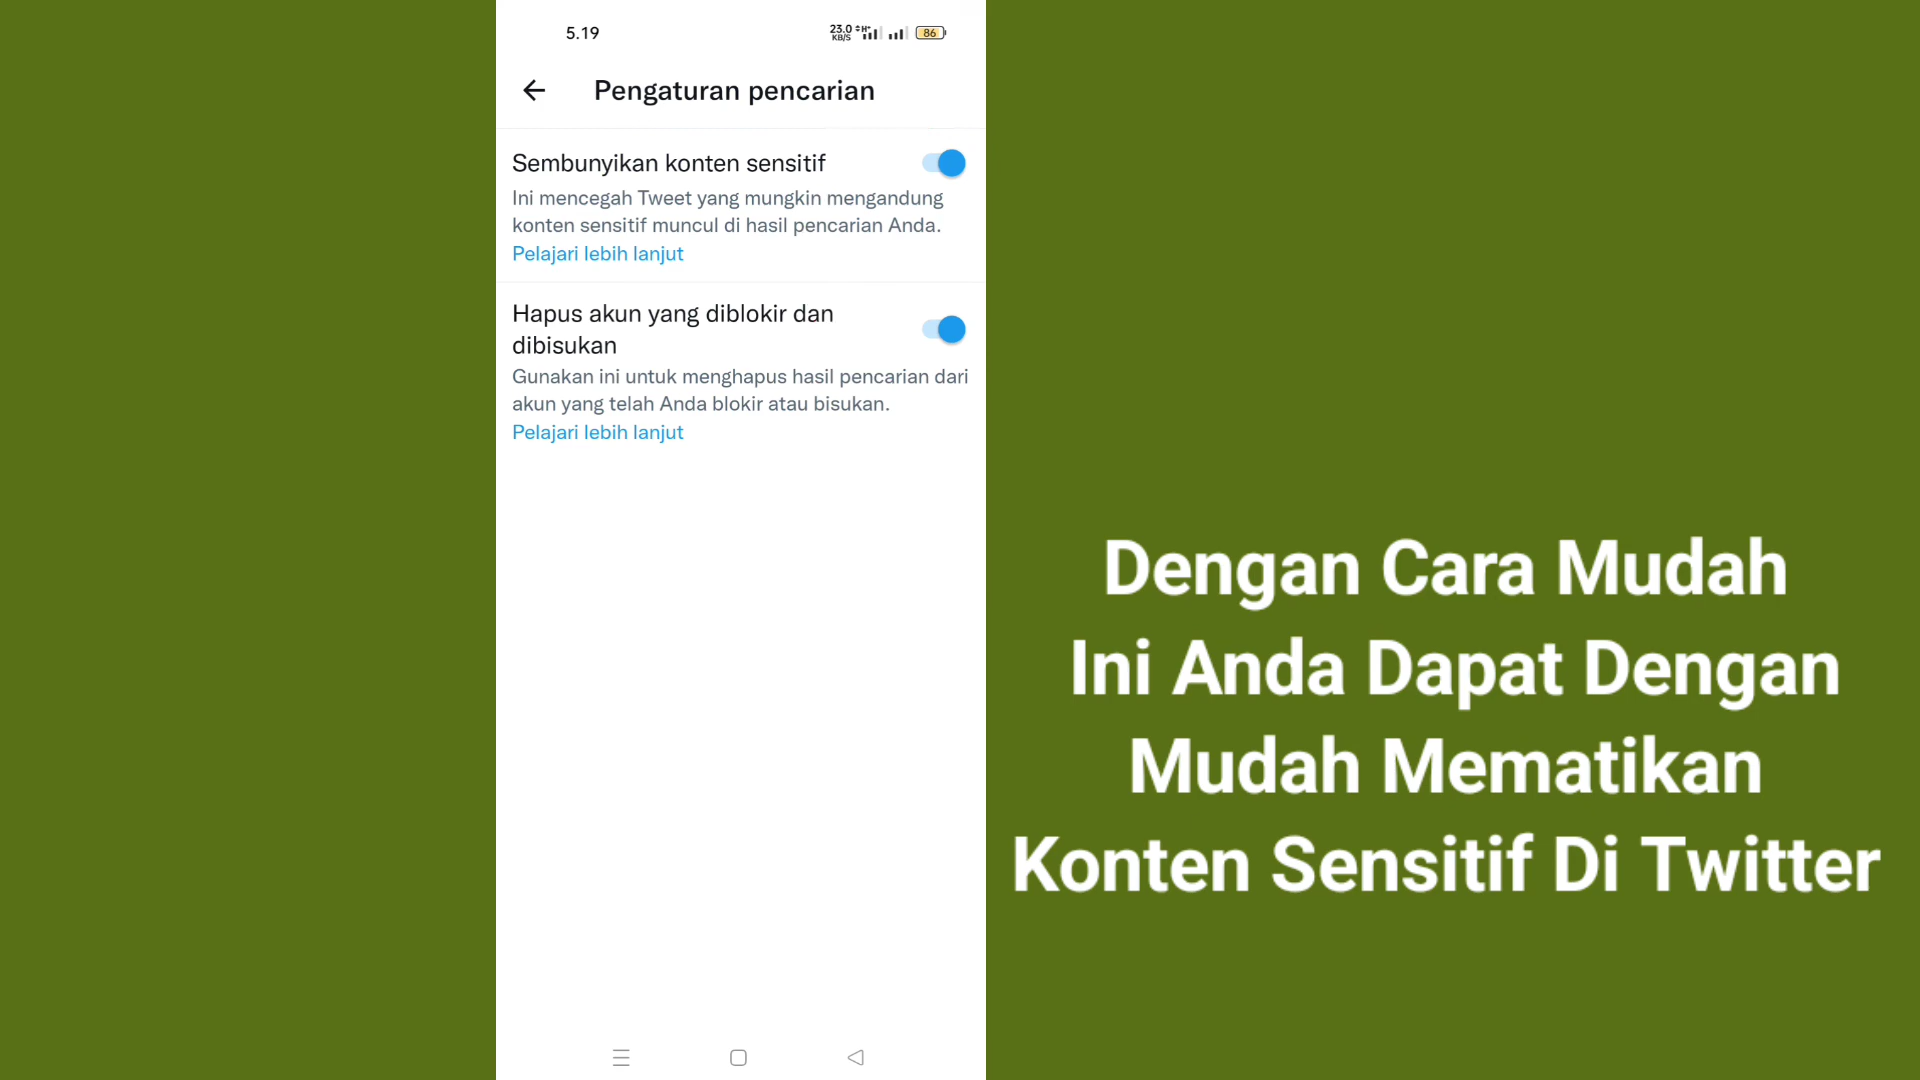 5.19
23.0
KB/S
H+
86
Pengaturan pencarian
Sembunyikan konten sensitif
Ini mencegah Tweet yang mungkin mengandung
konten sensitif muncul di hasil pencarian Anda.
Pelajari lebih lanjut
Hapus akun yang diblokir dan
dibisukan
Gunakan ini untuk menghapus hasil pencarian dari
akun yang telah Anda blokir atau bisukan.
Pelajari lebih lanjut
Dengan Cara Mudah
Ini Anda Dapat Dengan
Mudah Mematikan
Konten Sensitif Di Twitter